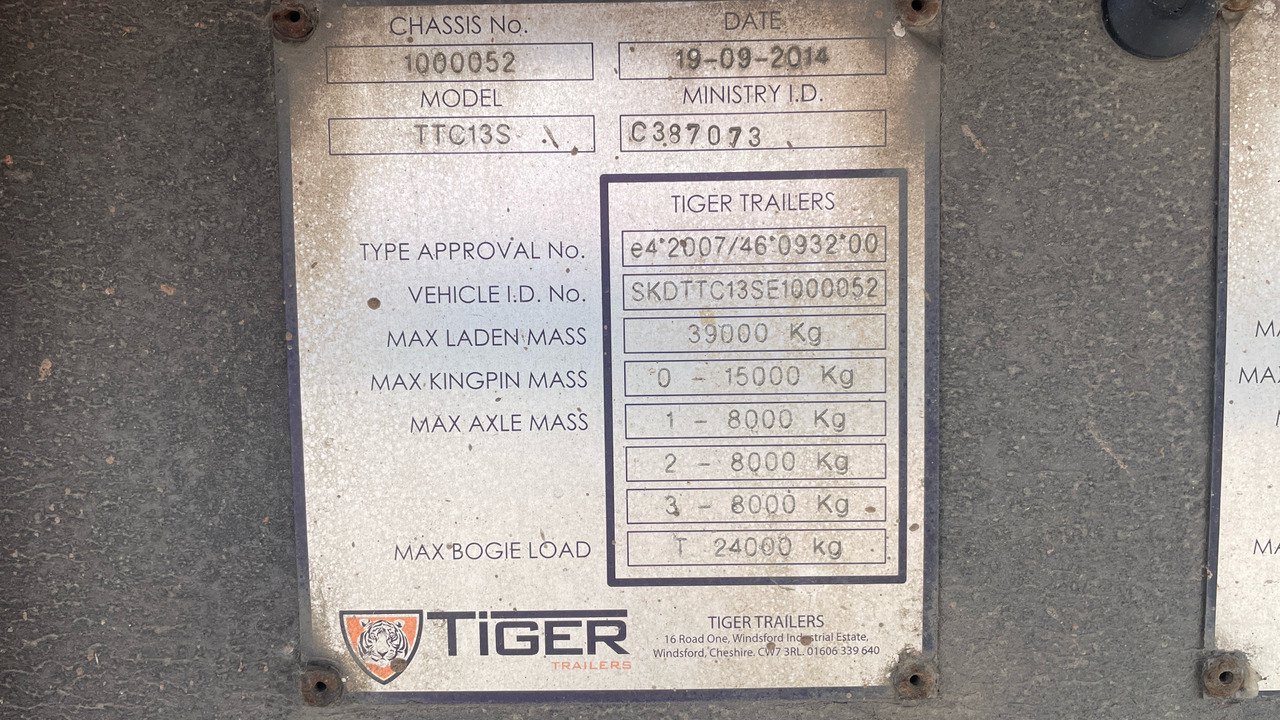 CHASSIS No. DATE
1000052 19-09-2014
MODEL MINISTRY I.D.
TTC13S C387073
TIGER TRAILERS
TYPE APPROVAL No. e4*2007/46*0932*00
VEHICLE I.D. No. SKDTTC13SE1000052
MAX LADEN MASS 39000 Kg
MAX KINGPIN MASS 0 - 15000 Kg
MAX AXLE MASS 1 - 8000 Kg
2 - 8000 Kg
3 - 8000 Kg
MAX BOGIE LOAD T 24000 kg
TiGER
TRAILERS
TIGER TRAILERS
16 Road One, Windsford Industrial Estate,
Windsford, Cheshire. CW7 3RL. 01606 339 640